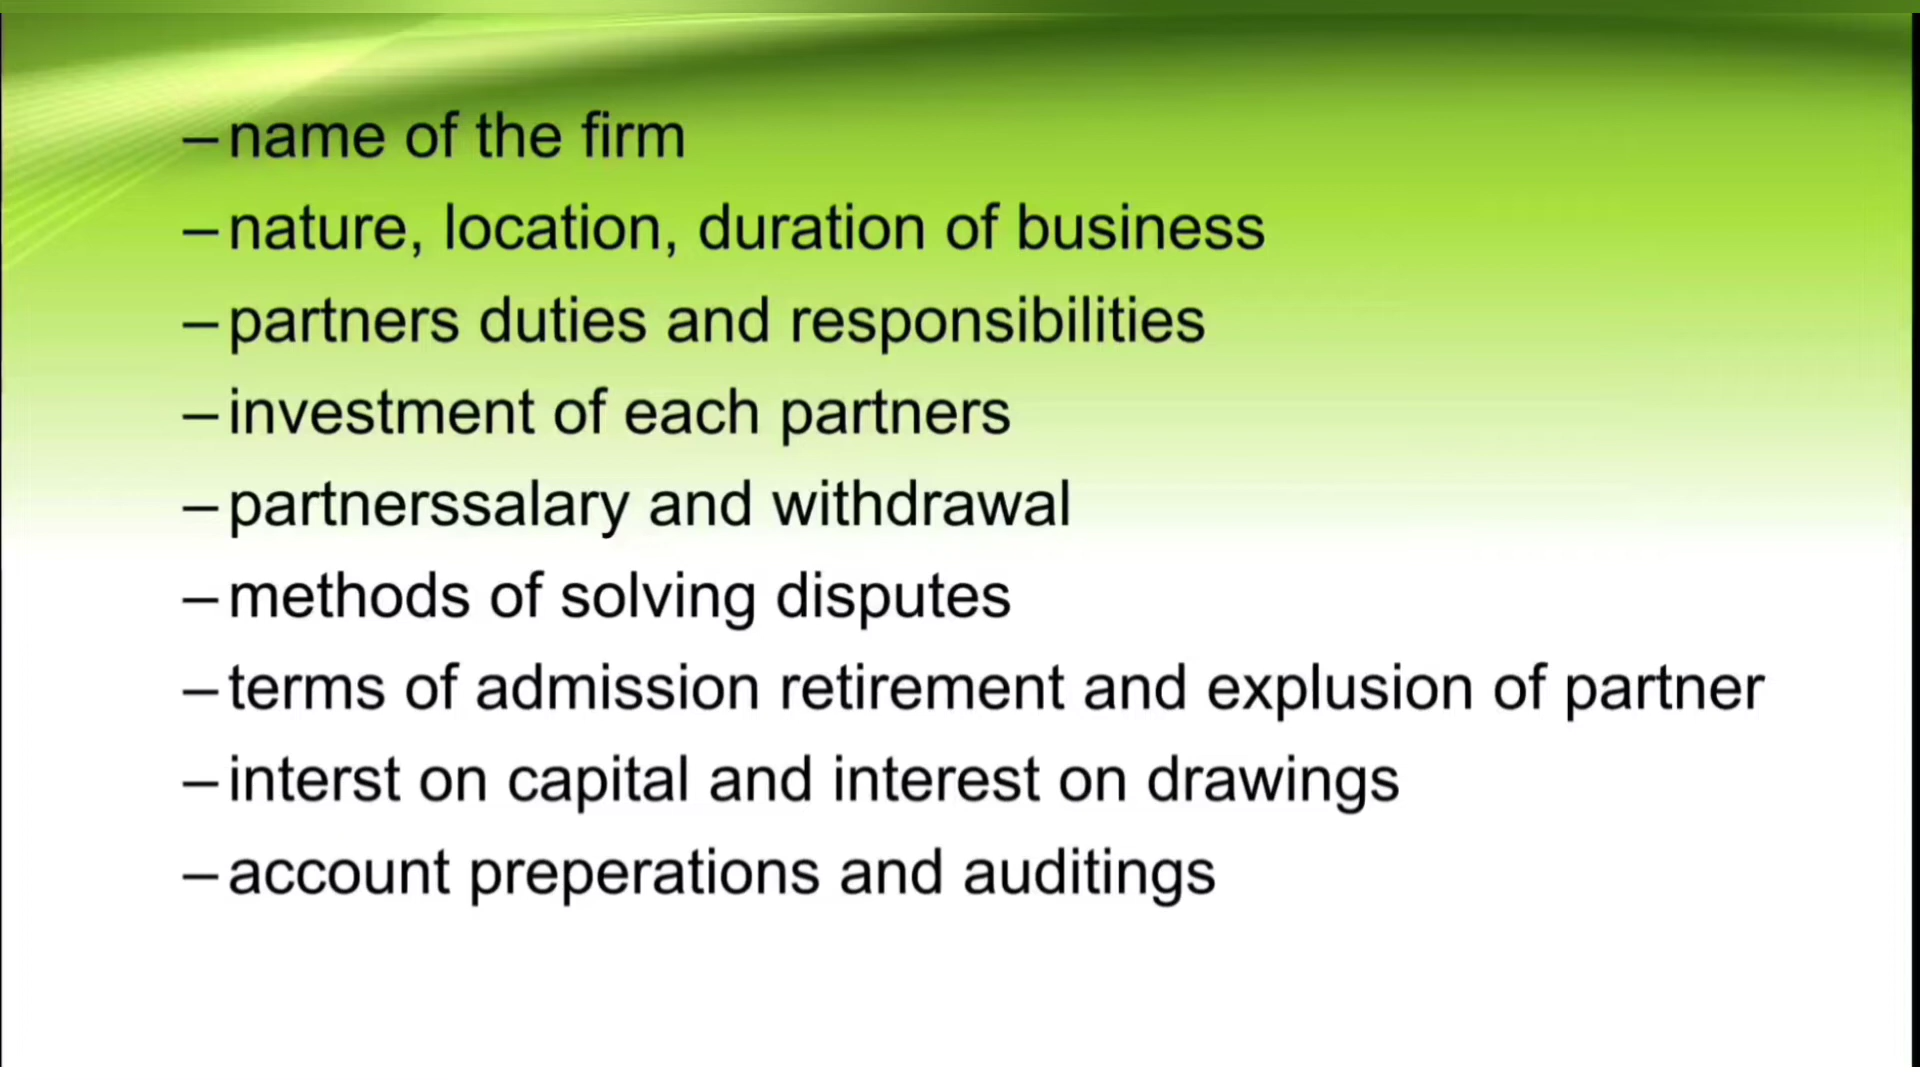 –name of the firm
–nature, location, duration of business
–partners duties and responsibilities
–investment of each partners
–partnerssalary and withdrawal
–methods of solving disputes
–terms of admission retirement and explusion of partner
–interst on capital and interest on drawings
–account preperations and auditings